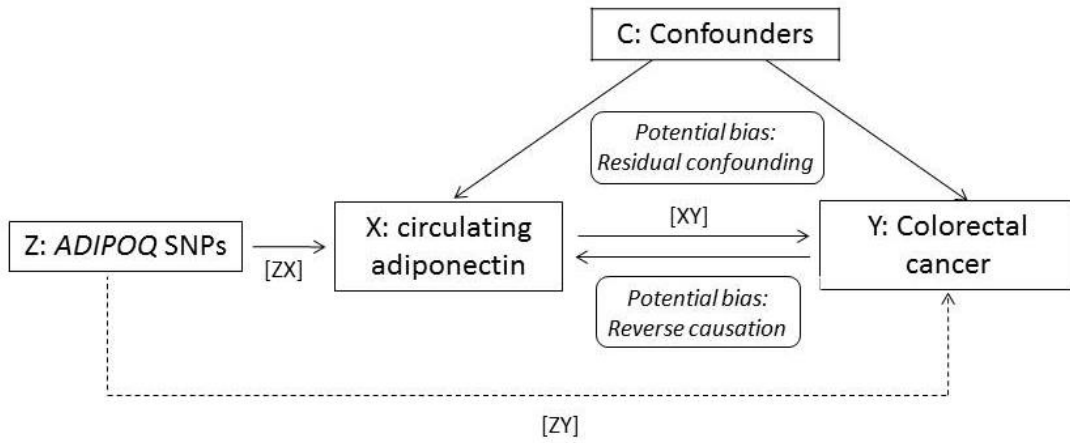 C: Confounders
Potential bias:
Residual confounding
[XY]
X: circulating
adiponectin
Y: Colorectal
cancer
Z: ADIPOQ SNPs
[ZX]
Potential bias:
Reverse causation
[ZY]